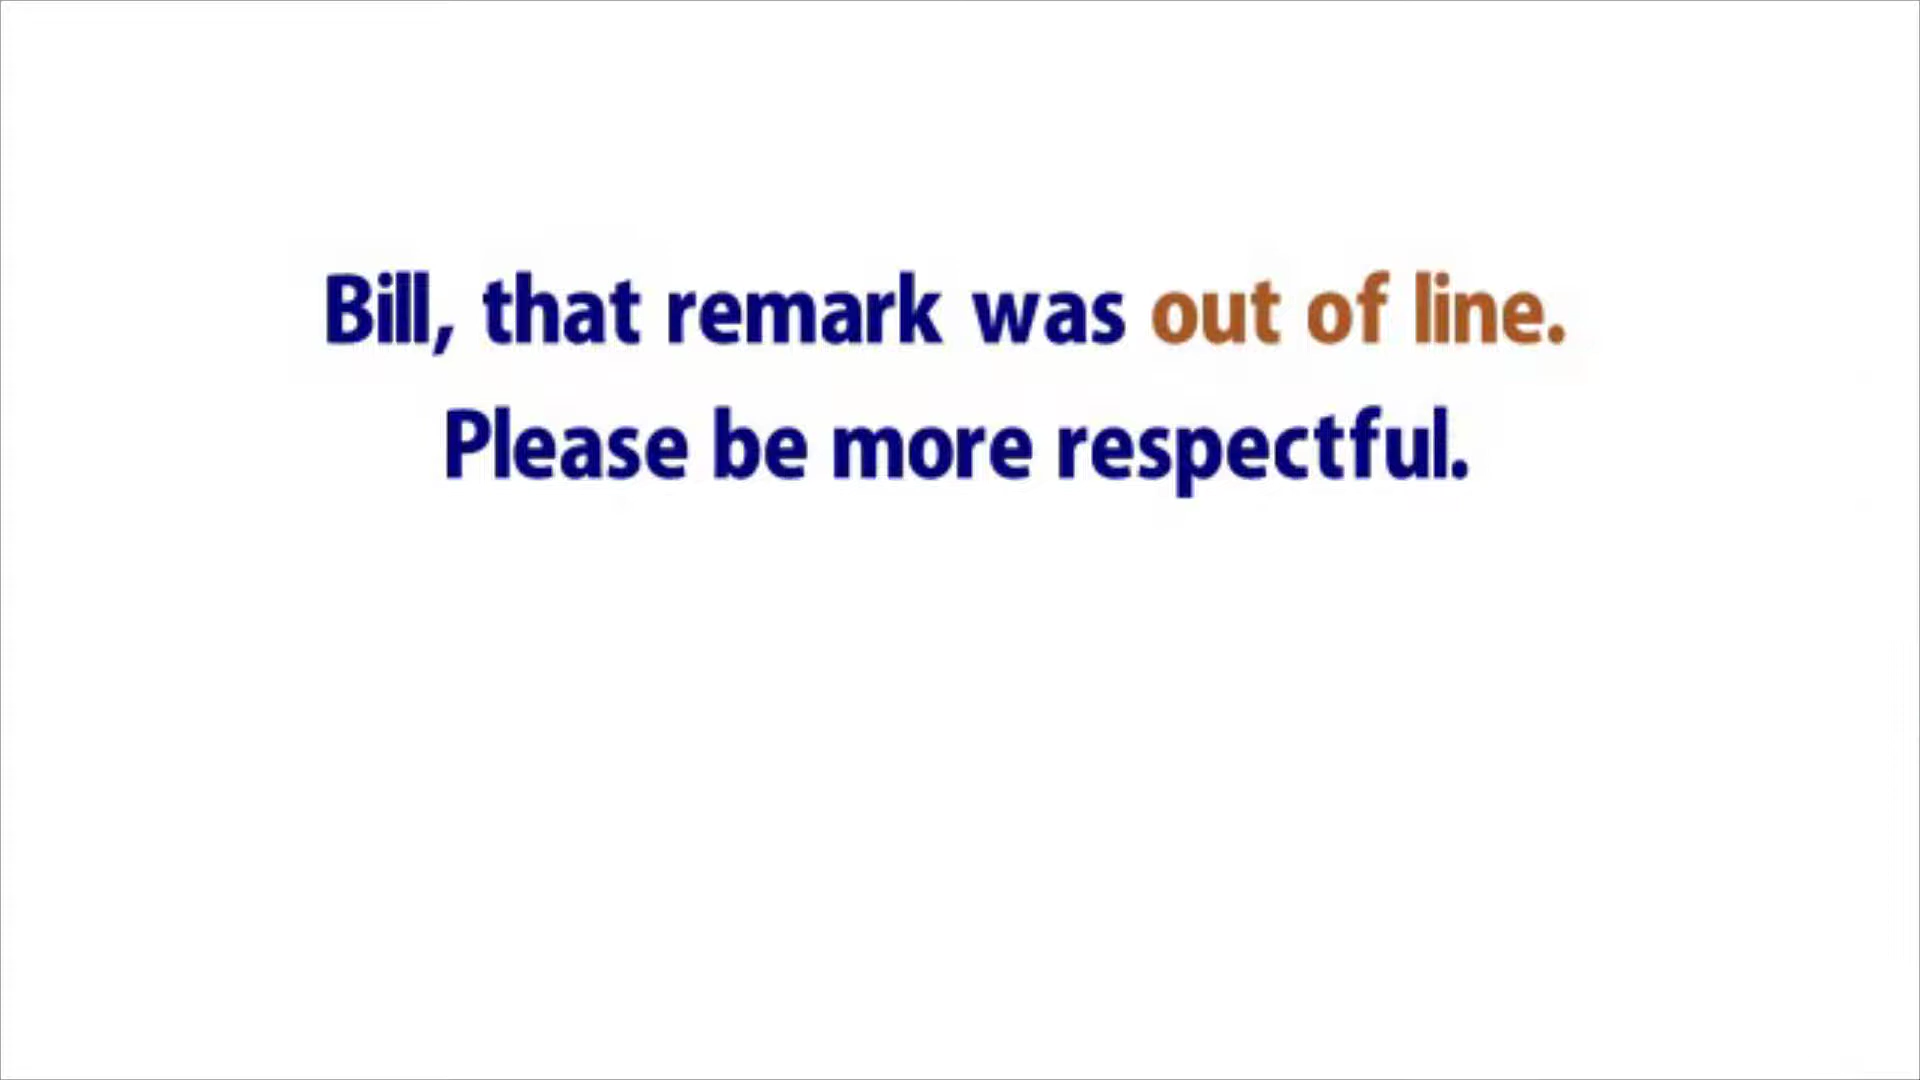 Bill, that remark was out of line.
Please be more respectful.